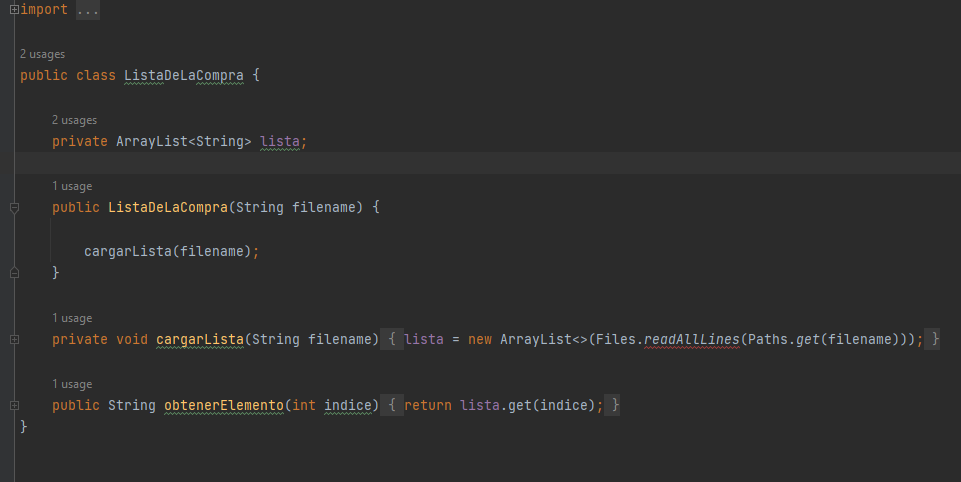 import ...
2 usages
public class ListaDeLaCompra {
2 usages
private ArrayList<String> lista;
1 usage
public ListaDeLaCompra(String filename) {
cargarLista(filename);
}
1 usage
private void cargarLista(String filename) { lista = new ArrayList<>(Files.readAllLines(Paths.get(filename))); }
1 usage
public String obtenerElemento(int indice) { return lista.get(indice); }
}